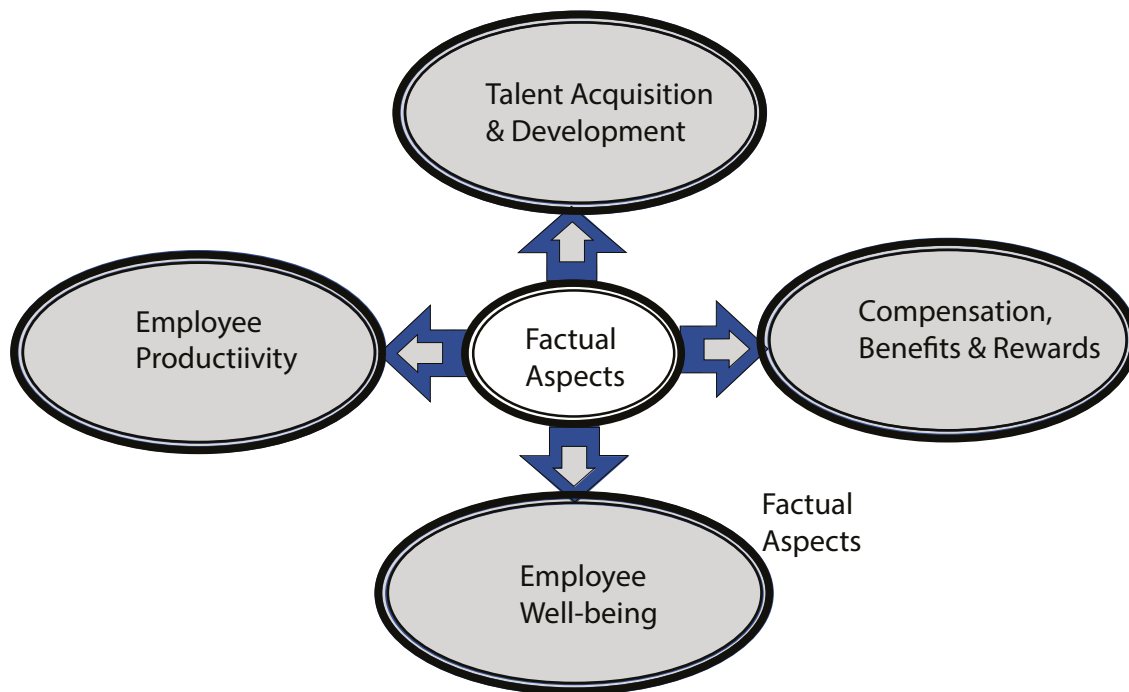 Talent Acquisition
& Development
Employee
Productiivity
Factual
Aspects
Compensation,
Benefits & Rewards
Factual
Aspects
Employee
Well-being